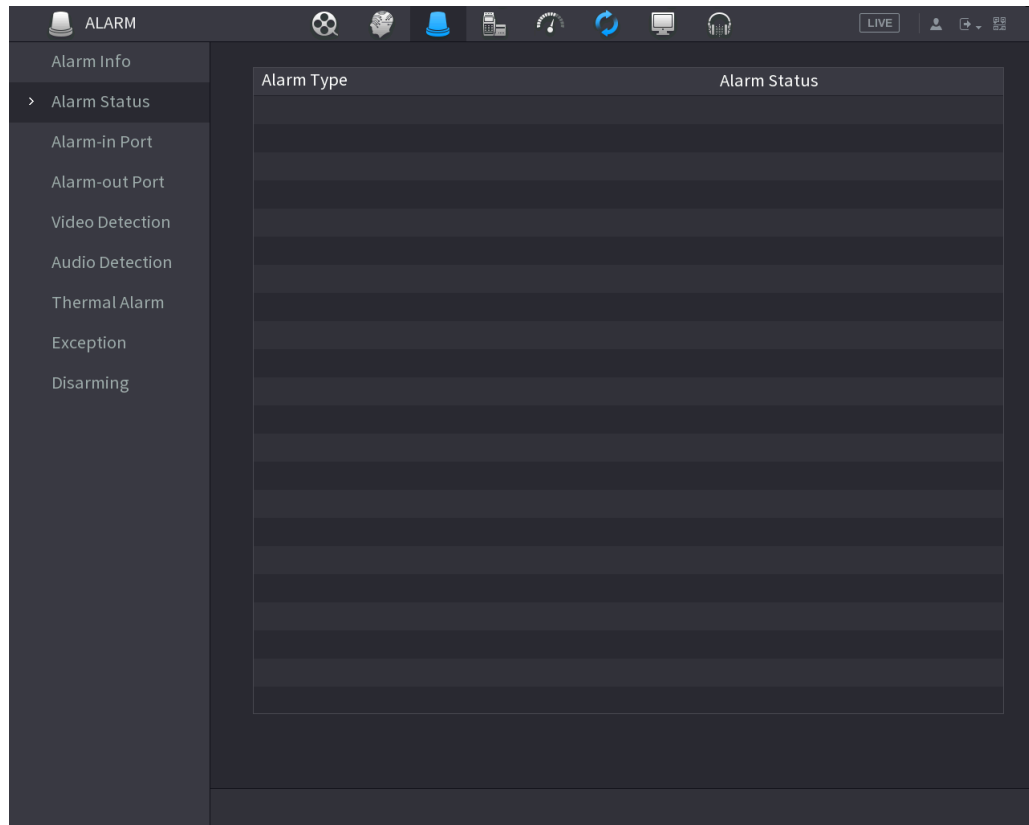 ALARM
LIVE
Alarm Info
Alarm Status
Alarm-in Port
Alarm-out Port
Video Detection
Audio Detection
Thermal Alarm
Exception
Disarming
Alarm Type Alarm Status